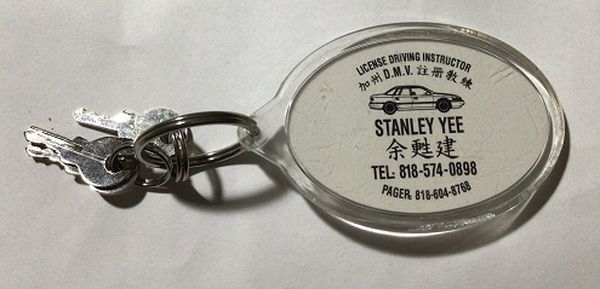 LICENSE DRIVING INSTRUCTOR
加州 D.M.V. 註冊教練
STANLEY YEE
余甦建
TEL: 818-574-0898
PAGER: 818-604-8768